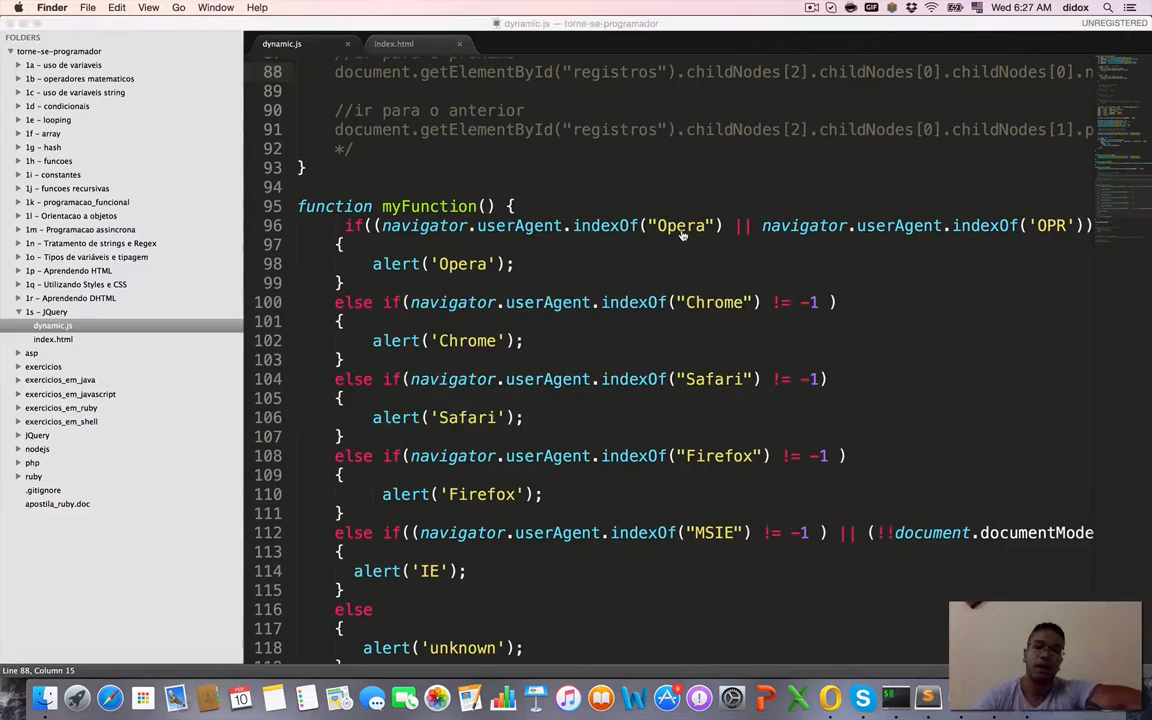 Finder File Edit View Go Window Help
Wed 6:27 AM didox
dynamic.js — torne-se-programador
UNREGISTERED
FOLDERS
torne-se-programador
1a - uso de variaveis
1b - operadores matematicos
1c - uso de variaveis string
1d - condicionais
1e - looping
1f - array
1g - hash
1h - funcoes
1i - constantes
1j - funcoes recursivas
1k - programacao_funcional
1l - Orientacao a objetos
1m - Programacao assincrona
1n - Tratamento de strings e Regex
1o - Tipos de variáveis e tipagem
1p - Aprendendo HTML
1q - Utilizando Styles e CSS
1r - Aprendendo DHTML
1s - JQuery
dynamic.js
index.html
asp
exercicios
exercicios_em_java
exercicios_em_javascript
exercicios_em_ruby
exercicios_em_shell
JQuery
nodejs
php
ruby
.gitignore
apostila_ruby.doc
dynamic.js index.html
88 document.getElementById("registros").childNodes[2].childNodes[0].childNodes[0].n
89
90 //ir para o anterior
91 document.getElementById("registros").childNodes[2].childNodes[0].childNodes[1].p
92 */
93 }
94
95 function myFunction() {
96 if((navigator.userAgent.indexOf("Opera") || navigator.userAgent.indexOf('OPR'))
97 {
98 alert('Opera');
99 }
100 else if(navigator.userAgent.indexOf("Chrome") != -1 )
101 {
102 alert('Chrome');
103 }
104 else if(navigator.userAgent.indexOf("Safari") != -1)
105 {
106 alert('Safari');
107 }
108 else if(navigator.userAgent.indexOf("Firefox") != -1 )
109 {
110 alert('Firefox');
111 }
112 else if((navigator.userAgent.indexOf("MSIE") != -1 ) || (!!document.documentMode
113 {
114 alert('IE');
115 }
116 else
117 {
118 alert('unknown');
Line 88, Column 15